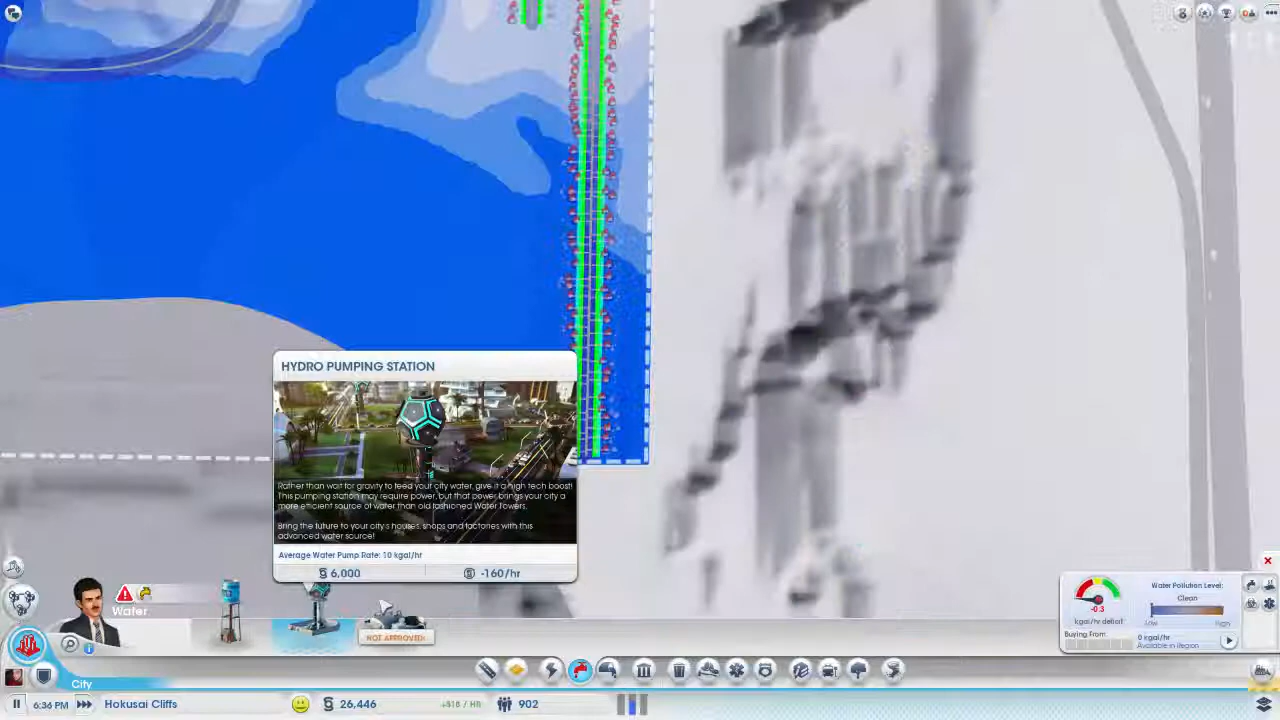 HYDRO PUMPING STATION
Rather than wait for gravity to feed your city water, give it a high tech boost!
This pumping station may require power, but that power brings your city a
more efficient source of water than old fashioned Water Towers.
Bring the future to your city's houses, shops and factories with this
advanced water source!
Average Water Pump Rate: 10 kgal/hr
6,000
-160/hr
Water
NOT APPROVED
-0.3
kgal/hr deficit
Water Pollution Level:
Clean
Low
High
Buying From:
0 kgal/hr
Available in Region
City
6:36 PM
Hokusai Cliffs
26,446
902